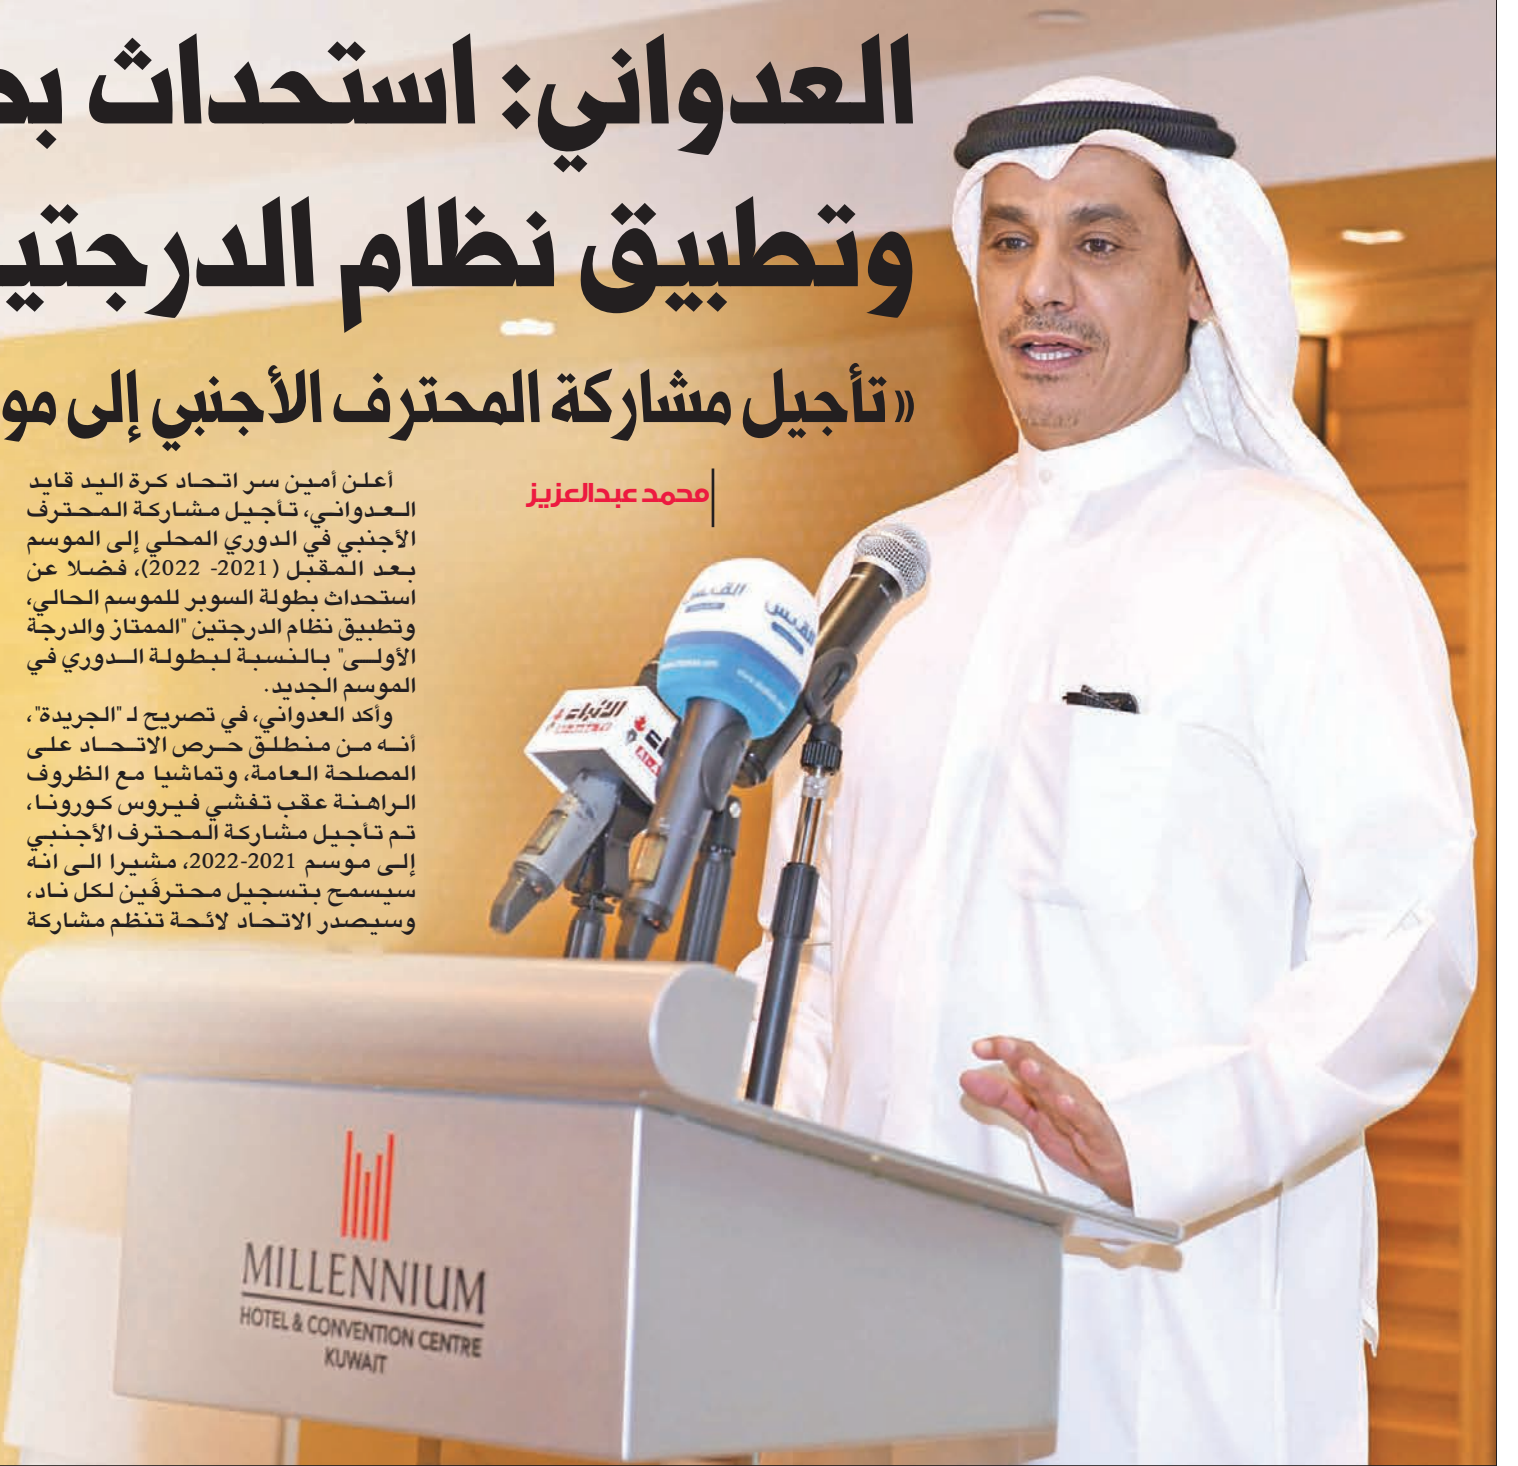 العدواني: استحداث
وتطبيق نظام
«تأجيل مشاركة المحترف الأجنبي إلى
محمد عبدالعزيز
أعلن أمين سر اتحاد كرة اليد قايد
العدواني، تأجيل مشاركة المحترف
الأجنبي في الدوري المحلي إلى الموسم
بعد المقبل (2021- 2022)، فضلا عن
استحداث بطولة السوبر للموسم الحالي،
وتطبيق نظام الدرجتين "الممتاز والدرجة
الأولى" بالنسبة لبطولة الدوري في
الموسم الجديد.
وأكد العدواني، في تصريح لـ "الجريدة"،
أنه من منطلق حرص الاتحاد على
المصلحة العامة، وتماشيا مع الظروف
الراهنة عقب تفشي فيروس كورونا،
تم تأجيل مشاركة المحترف الأجنبي
إلى موسم 2021-2022، مشيرا الى انه
سيسمح بتسجيل محترفَين لكل ناد،
وسيصدر الاتحاد لائحة تنظم مشاركة
القبس
القبس
الأنباء
MILLENNIUM
HOTEL & CONVENTION CENTRE
KUWAIT